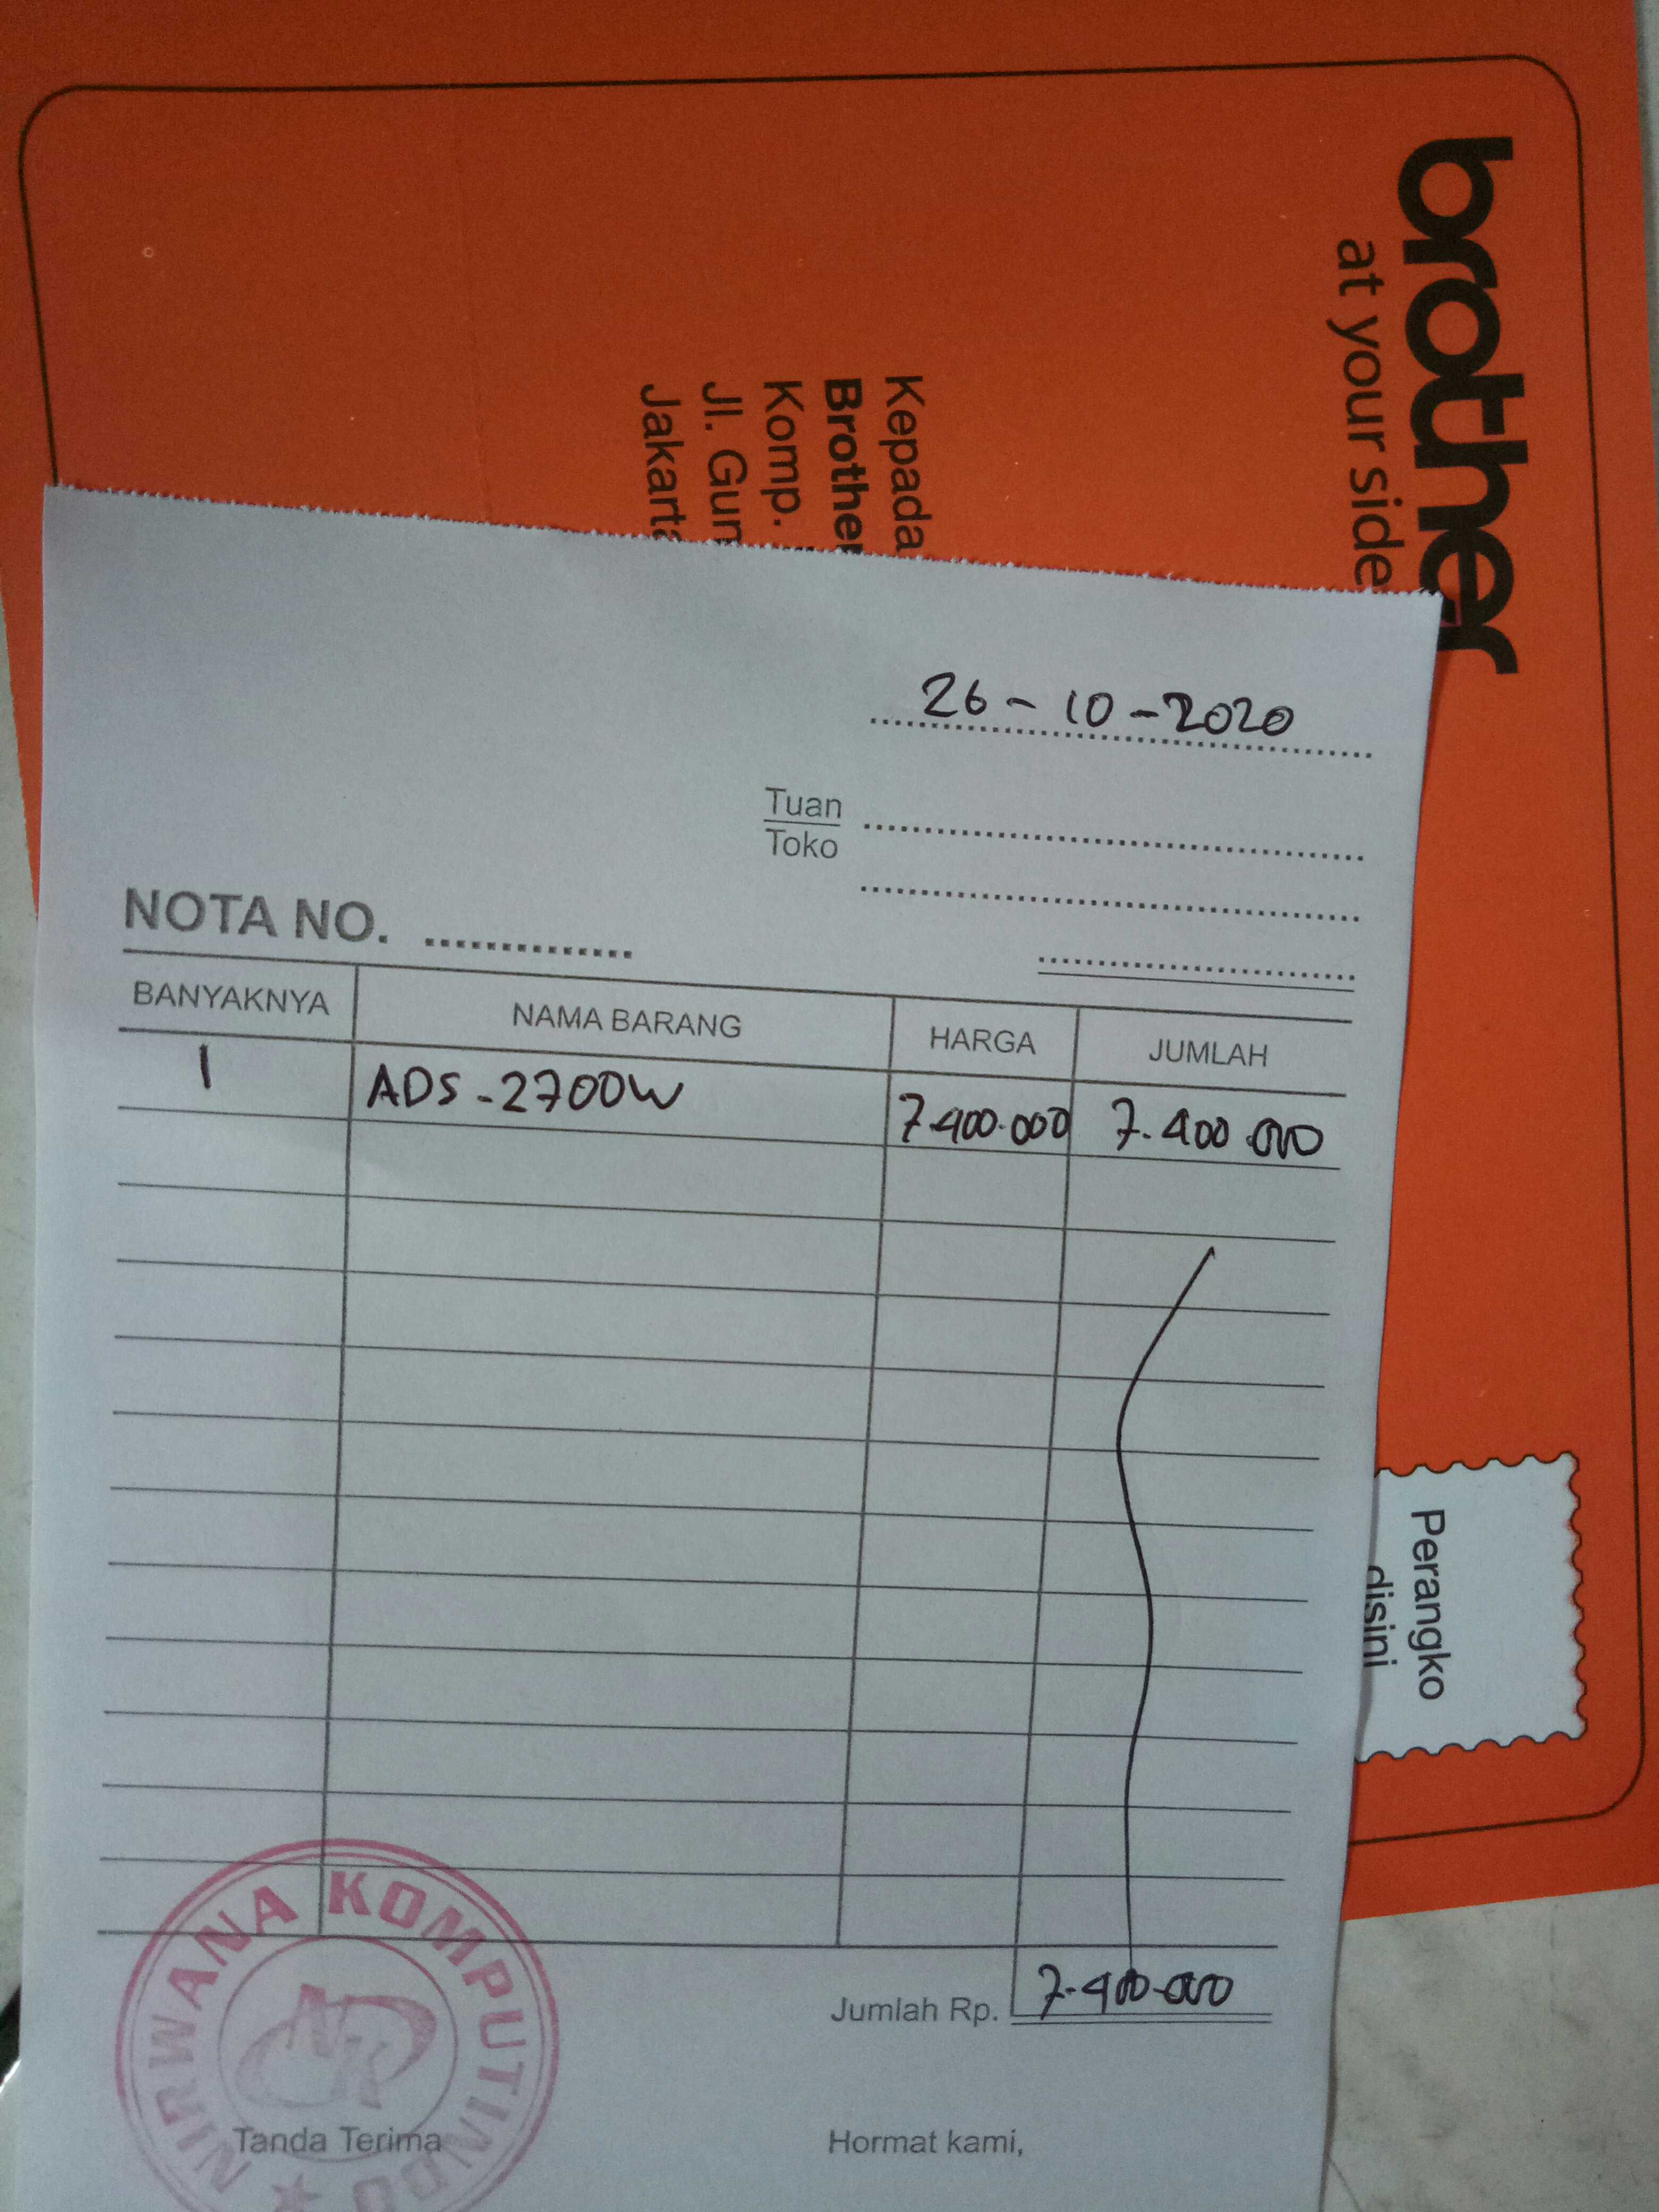 brother
at your side
Kepada
Brother
Komp.
Jl. Gun
Jakarta
Perangko
disini
26 - 10 - 2020
Tuan
Toko
NOTA NO.
BANYAKNYA NAMA BARANG HARGA JUMLAH
1 ADS - 2700W 7.400.000 7.400.000
Jumlah Rp. 7.400.000
Tanda Terima Hormat kami,
NIRWANA KOMPUTINDO
NK